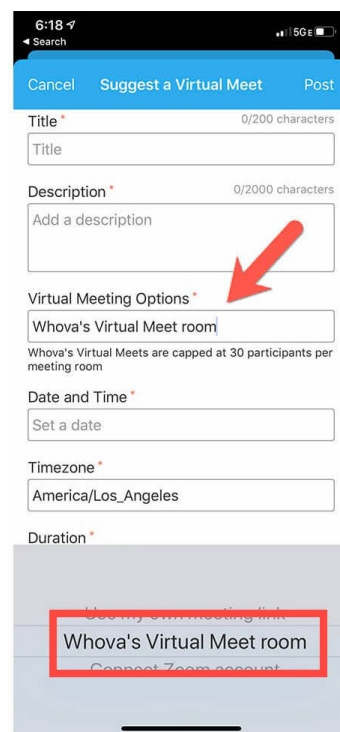 6:18
5G E
Search
Cancel Suggest a Virtual Meet Post
Title * 0/200 characters
Title
Description * 0/2000 characters
Add a description
Virtual Meeting Options *
Whova's Virtual Meet room
Whova's Virtual Meets are capped at 30 participants per
meeting room
Date and Time *
Set a date
Timezone *
America/Los_Angeles
Duration *
Use my own meeting link
Whova's Virtual Meet room
Connect Zoom account